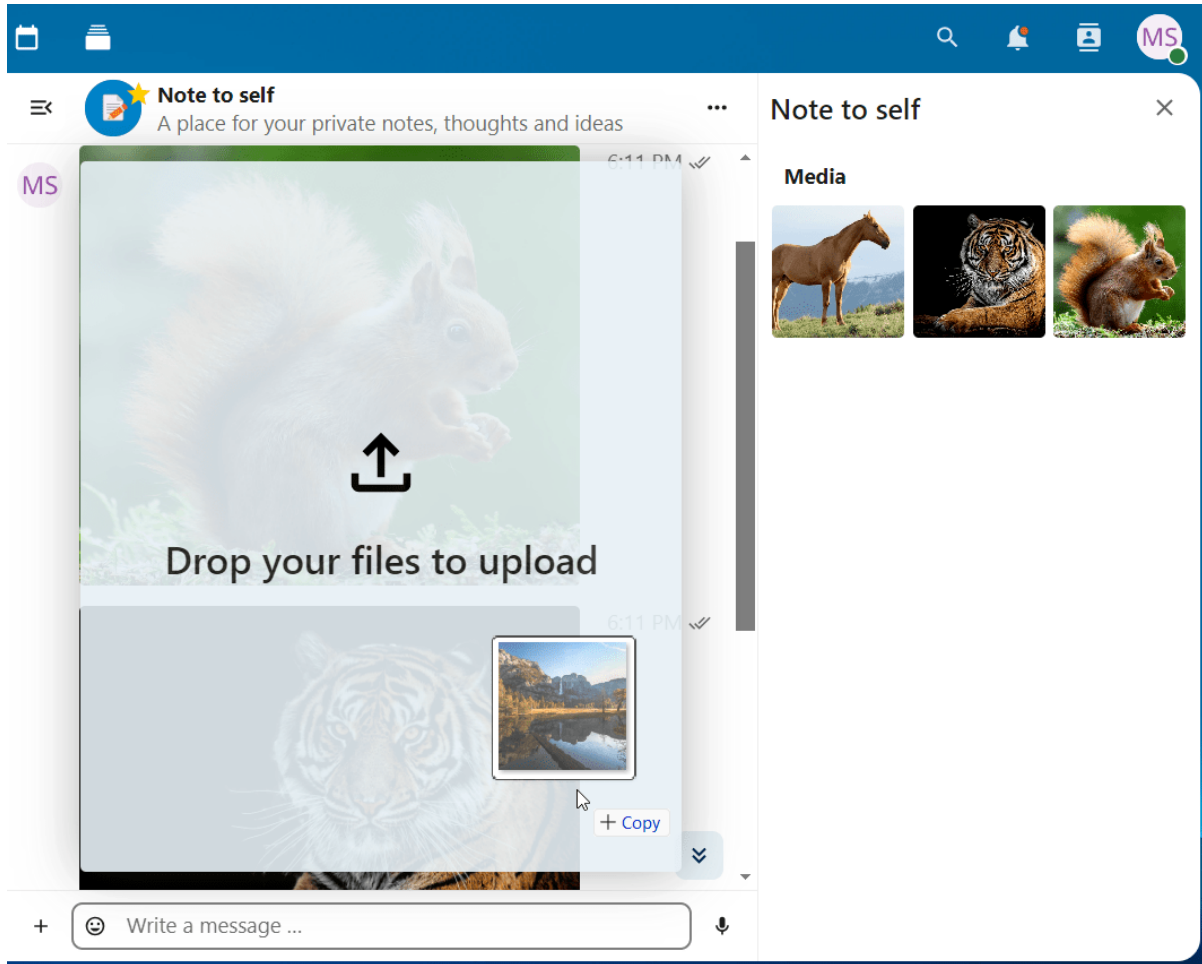 MS
Note to self
A place for your private notes, thoughts and ideas
Note to self
MS
6:11 PM
Media
Drop your files to upload
6:11 PM
+ Copy
Write a message ...